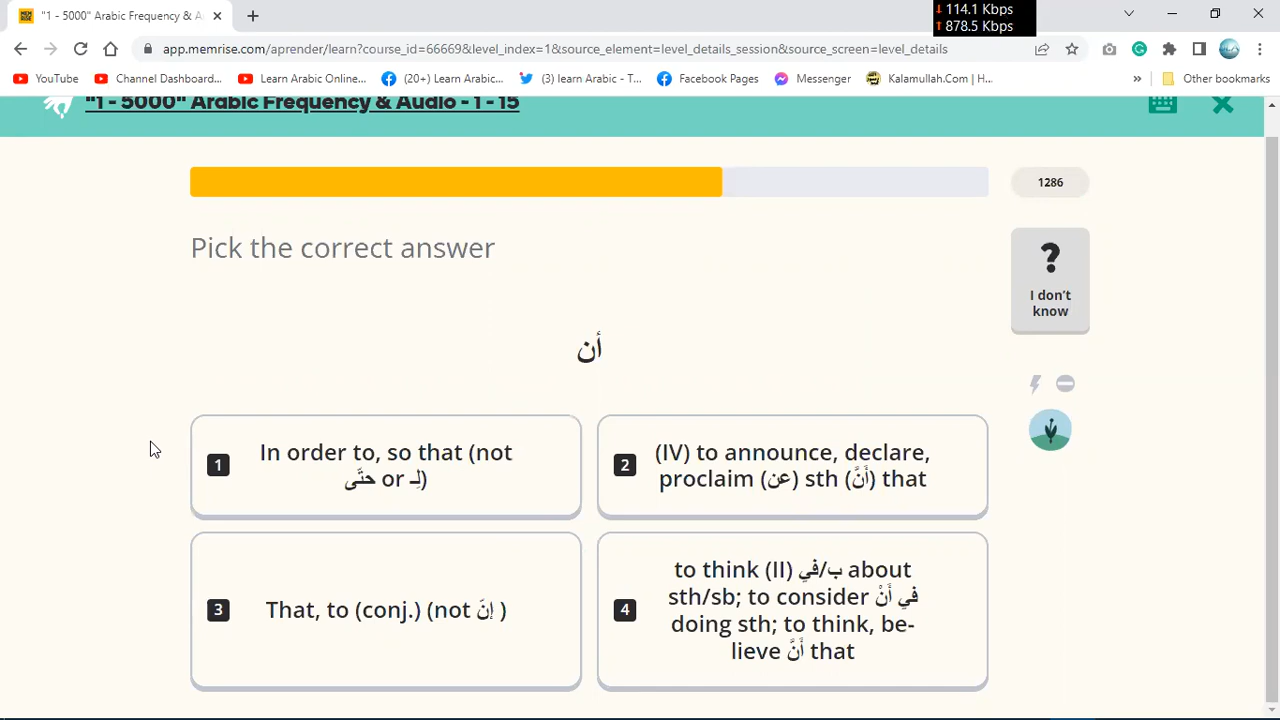 "1 - 5000" Arabic Frequency & A
↓ 114.1 Kbps
↑ 878.5 Kbps
app.memrise.com/aprender/learn?course_id=68669&level_index=1&source_element=level_details_session&source_screen=level_details
YouTube
Channel Dashboard...
Learn Arabic Online...
(20+) Learn Arabic...
(3) learn Arabic - T...
Facebook Pages
Messenger
Kalamullah.Com | H...
»
Other bookmarks
"1 - 5000" Arabic Frequency & Audio - 1 - 15
1286
Pick the correct answer
?
I don't
know
أن
1
In order to, so that (not
حتَّى or لِـ)
2
(IV) to announce, declare,
proclaim (عن) sth (أَنَّ) that
3
That, to (conj.) (not إنّ )
4
to think (II) ب/في about
sth/sb; to consider في أَنْ
doing sth; to think, be-
lieve أَنَّ that